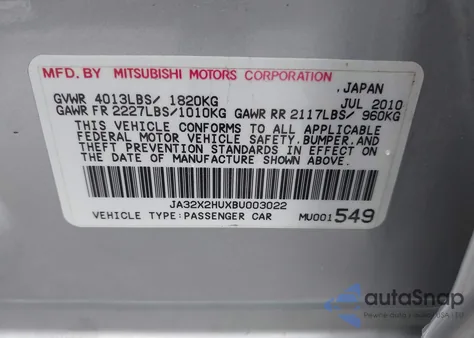 MFD. BY MITSUBISHI MOTORS CORPORATION
, JAPAN
GVWR 4013LBS/ 1820KG JUL 2010
GAWR FR 2227LBS/1010KG GAWR RR 2117LBS/ 960KG
THIS VEHICLE CONFORMS TO ALL APPLICABLE
FEDERAL MOTOR VEHICLE SAFETY, BUMPER, AND
THEFT PREVENTION STANDARDS IN EFFECT ON THE
DATE OF MANUFACTURE SHOWN ABOVE.
JA32X2HUXBU003022
VEHICLE TYPE:PASSENGER CAR MU001549
autoSnap